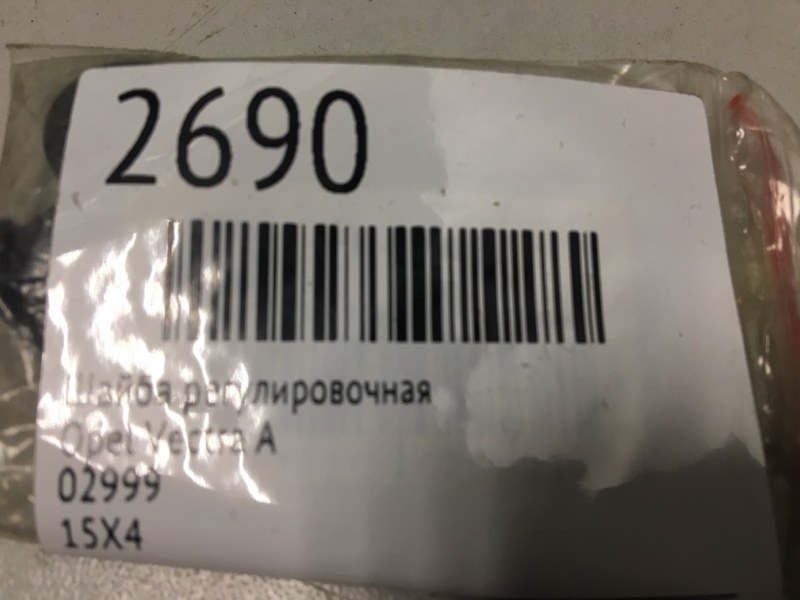 2690
Шайба регулировочная
Opel Vectra A
02999
15X4